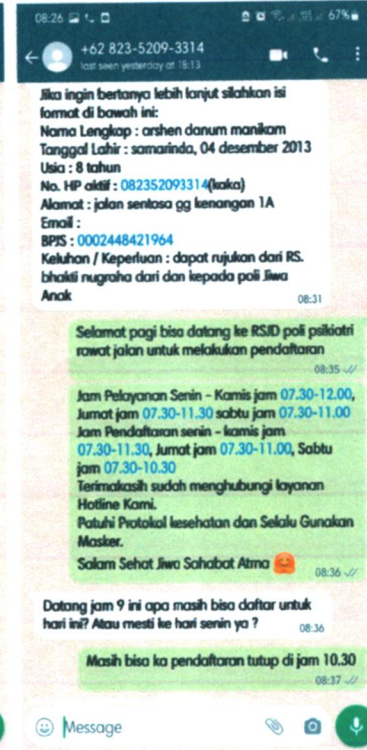 08:26
67%
+62 823-5209-3314
last seen yesterday at 18:13
Jika ingin bertanya lebih lanjut silahkan isi
format di bawah ini:
Nama Lengkap : arshen danum manikam
Tanggal Lahir : samarinda, 04 desember 2013
Usia : 8 tahun
No. HP aktif : 082352093314(kaka)
Alamat : jalan sentosa gg kenangan 1A
Email :
BPJS : 0002448421964
Keluhan / Keperluan : dapat rujukan dari RS.
bhakti nugraha dari dan kepada poli Jiwa
Anak
08:31
Selamat pagi bisa datang ke RSJD poli psikiatri
rawat jalan untuk melakukan pendaftaran
08:35
Jam Pelayanan Senin - Kamis jam 07.30-12.00,
Jumat jam 07.30-11.30 sabtu jam 07.30-11.00
Jam Pendaftaran senin - kamis jam
07.30-11.30, Jumat jam 07.30-11.00, Sabtu
jam 07.30-10.30
Terimakasih sudah menghubungi layanan
Hotline Kami.
Patuhi Protokol kesehatan dan Selalu Gunakan
Masker.
Salam Sehat Jiwa Sahabat Atma 🤗
08:36
Datang jam 9 ini apa masih bisa daftar untuk
hari ini? Atau mesti ke hari senin ya ?
08:36
Masih bisa ka pendaftaran tutup di jam 10.30
08:37
Message